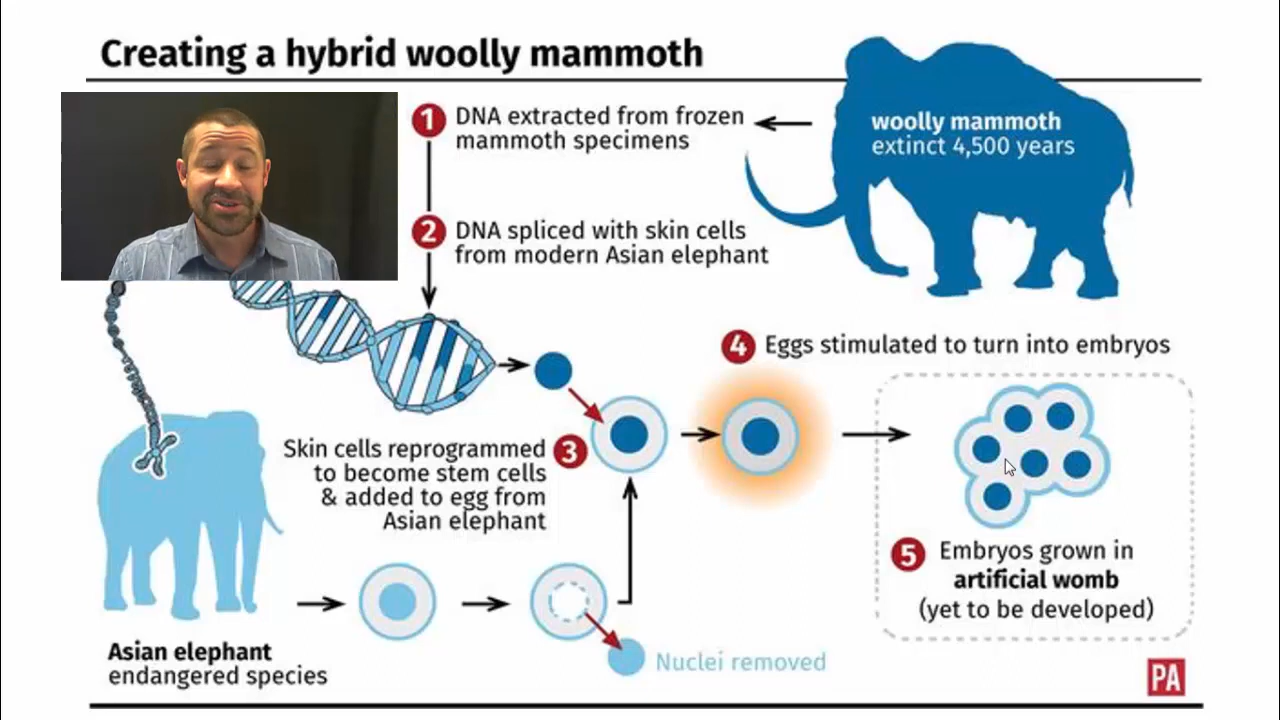 Creating a hybrid woolly mammoth
1 DNA extracted from frozen
mammoth specimens
woolly mammoth
extinct 4,500 years
2 DNA spliced with skin cells
from modern Asian elephant
4 Eggs stimulated to turn into embryos
Skin cells reprogrammed 3
to become stem cells
& added to egg from
Asian elephant
5 Embryos grown in
artificial womb
(yet to be developed)
Asian elephant
endangered species
Nuclei removed
PA